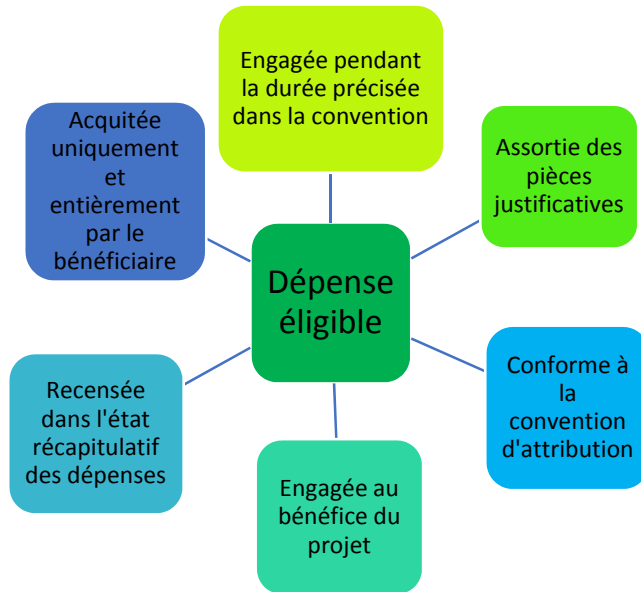 Engagée pendant
la durée précisée
dans la convention
Assortie des
pièces
justificatives
Conforme à
la
convention
d'attribution
Engagée au
bénéfice du
projet
Recensée
dans l'état
récapitulatif
des dépenses
Acquitée
uniquement
et
entièrement
par le
bénéficiaire
Dépense
éligible